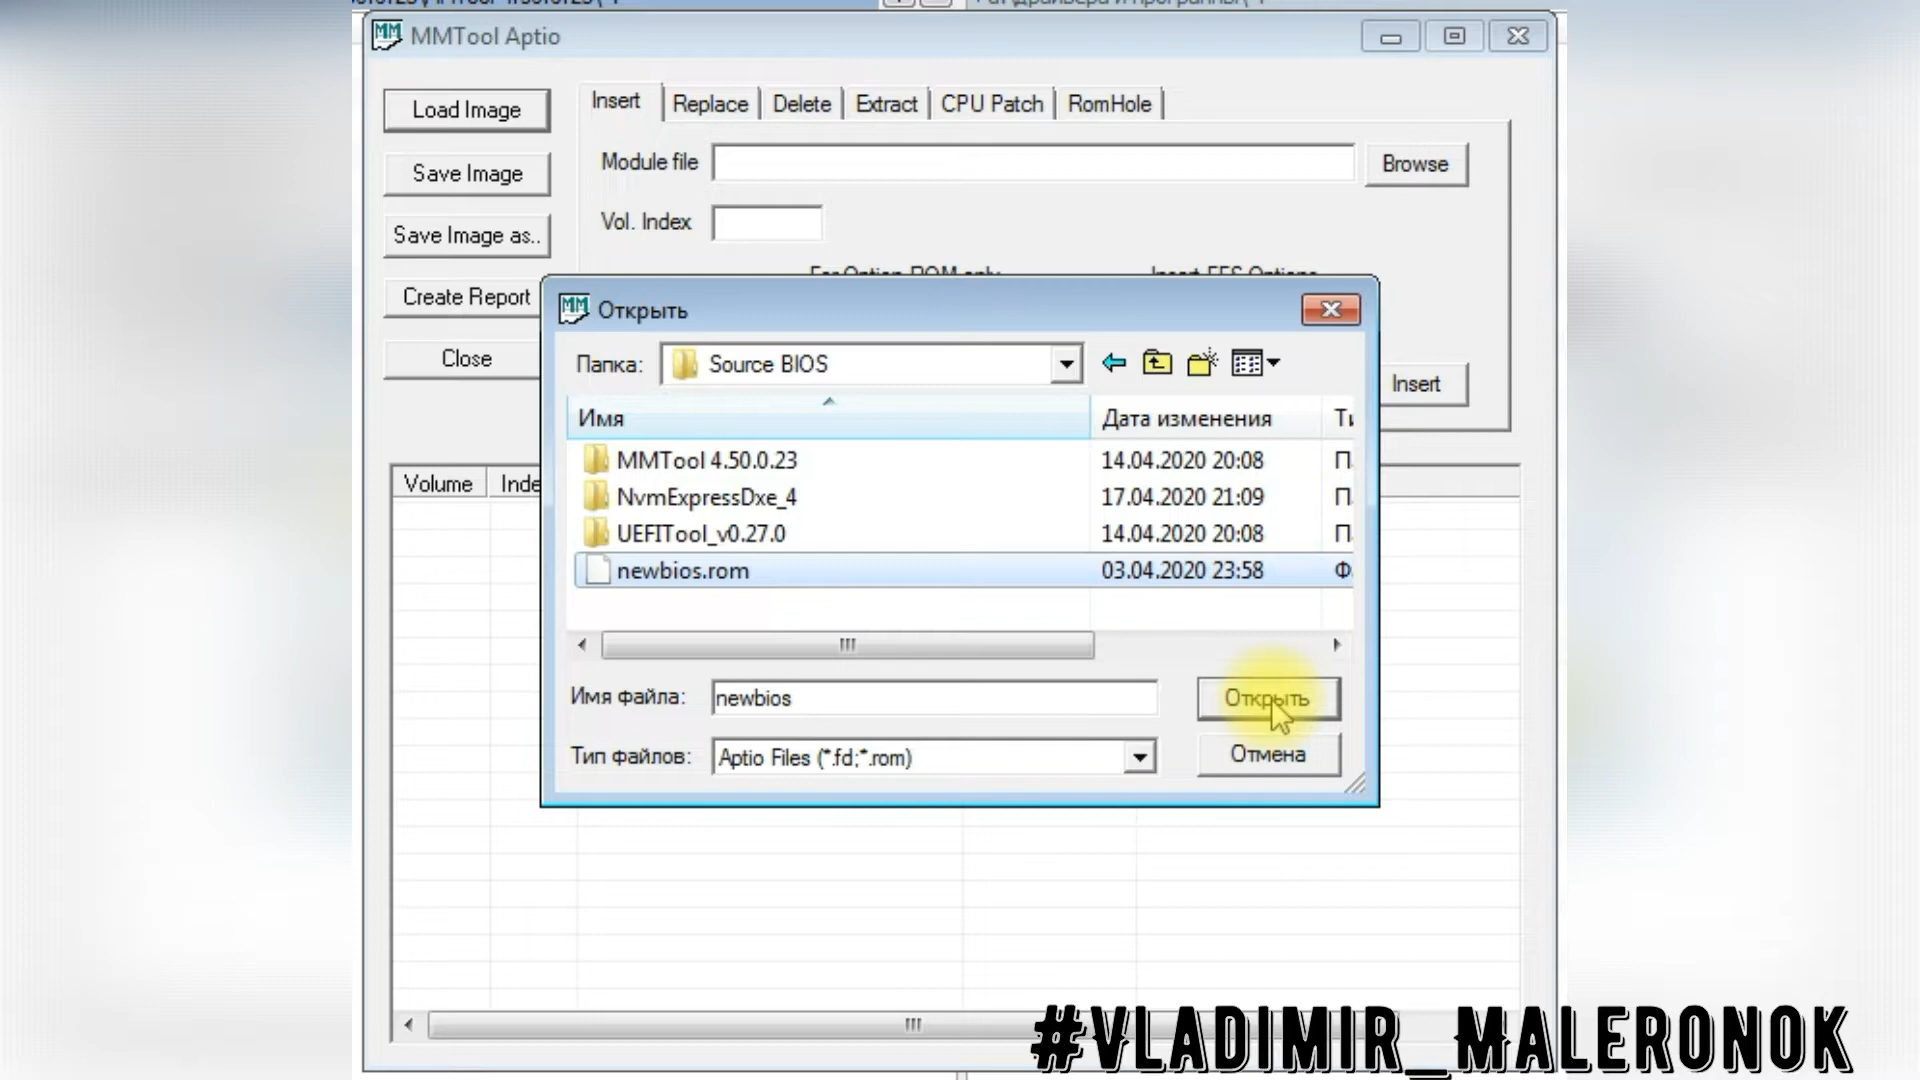 MMTool Aptio
Load Image
Save Image
Save Image as..
Create Report
Close
Insert Replace Delete Extract CPU Patch RomHole
Module file
Browse
Vol. Index
Insert
Volume
Открыть
Папка: Source BIOS
Имя Дата изменения
MMTool 4.50.0.23 14.04.2020 20:08
NvmExpressDxe_4 17.04.2020 21:09
UEFITool_v0.27.0 14.04.2020 20:08
newbios.rom 03.04.2020 23:58
Имя файла: newbios
Открыть
Тип файлов: Aptio Files (*.fd;*.rom)
Отмена
#VLADIMIR_MALERONOK